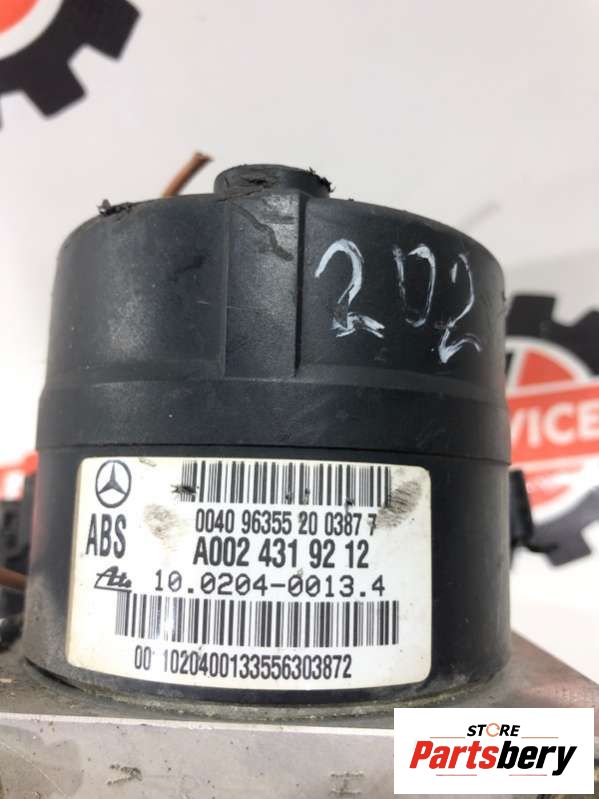 202
VICE
0040 96355 20 0387 7
ABS
A002 431 92 12
Ate 10.0204-0013.4
00 1020400133556303872
STORE
Partsbery